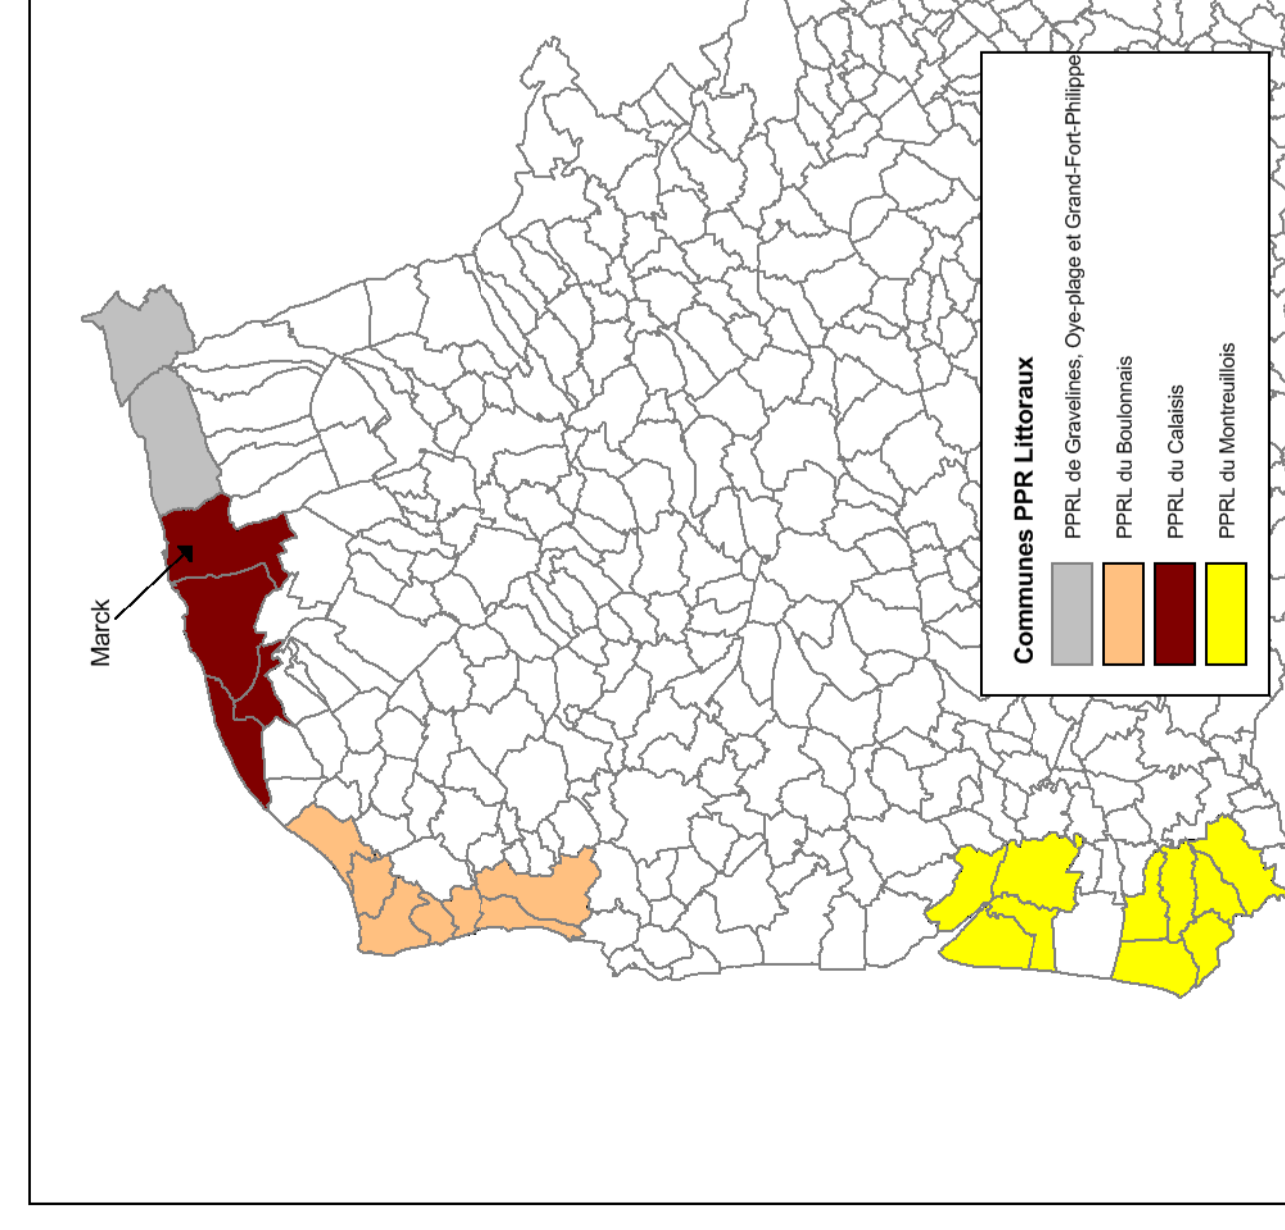 Marck
Communes PPR Littoraux
PPRL de Gravelines, Oye-plage et Grand-Fort-Philippe
PPRL du Boulonnais
PPRL du Calaisis
PPRL du Montreuillois